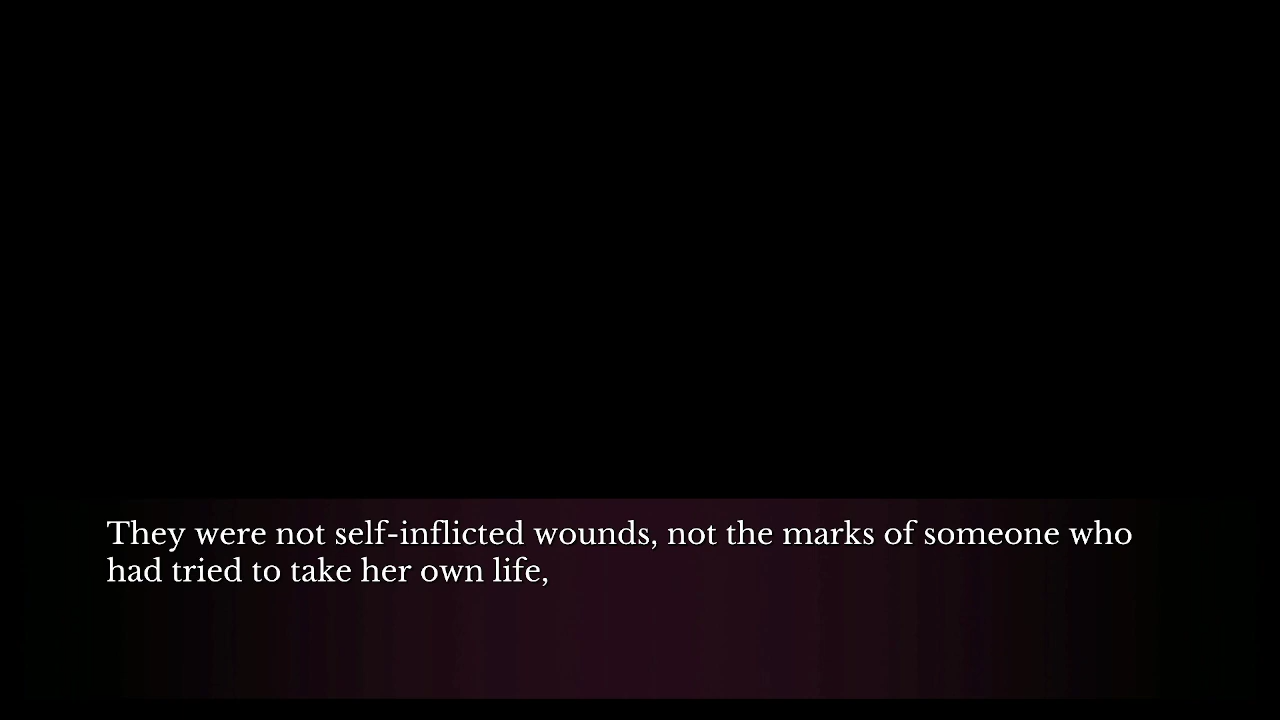 They were not self-inflicted wounds, not the marks of someone who
had tried to take her own life,